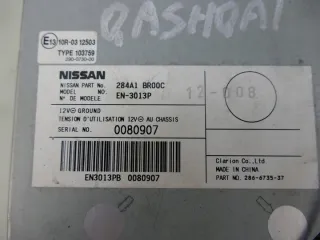 QASHQAI
E13 10R-03 12503
TYPE 103759
NISSAN
NISSAN PART No. 284A1 BR00C
MODEL NO. EN-3013P
N° DE MODELE
12-008
12V⎓ GROUND
TENSION D'UTILISATION 12V⎓ AU CHASSIS
SERIAL NO. 0080907
EN3013PB 0080907
Clarion Co.,Ltd
MADE IN CHINA
PART NO. 286-6735-37